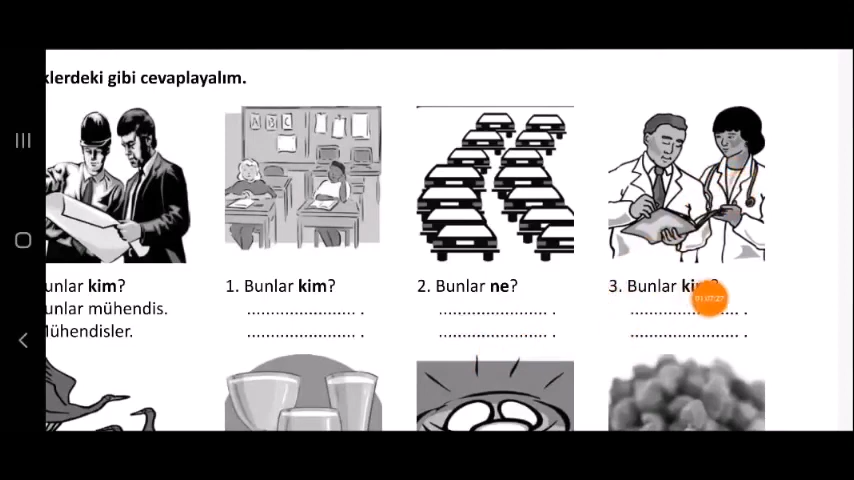 klerdeki gibi cevaplayalım.
A B C
unlar kim?
unlar mühendis.
ühendisler.
1. Bunlar kim?
........................ .
........................ .
2. Bunlar ne?
........................ .
........................ .
3. Bunlar
........................ .
........................ .